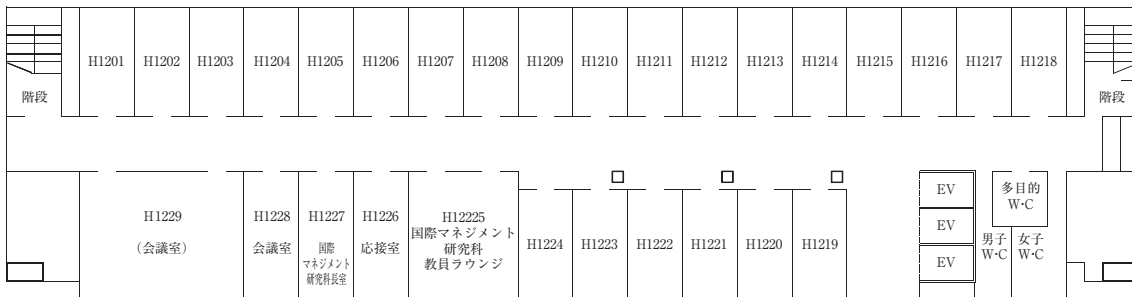 階段
H1201
H1202
H1203
H1204
H1205
H1206
H1207
H1208
H1209
H1210
H1211
H1212
H1213
H1214
H1215
H1216
H1217
H1218
階段
H1229
（会議室）
H1228
会議室
H1227
国際
マネジメント
研究科長室
H1226
応接室
H12225
国際マネジメント
研究科
教員ラウンジ
H1224
H1223
H1222
H1221
H1220
H1219
EV
EV
EV
多目的
W·C
男子
W·C
女子
W·C